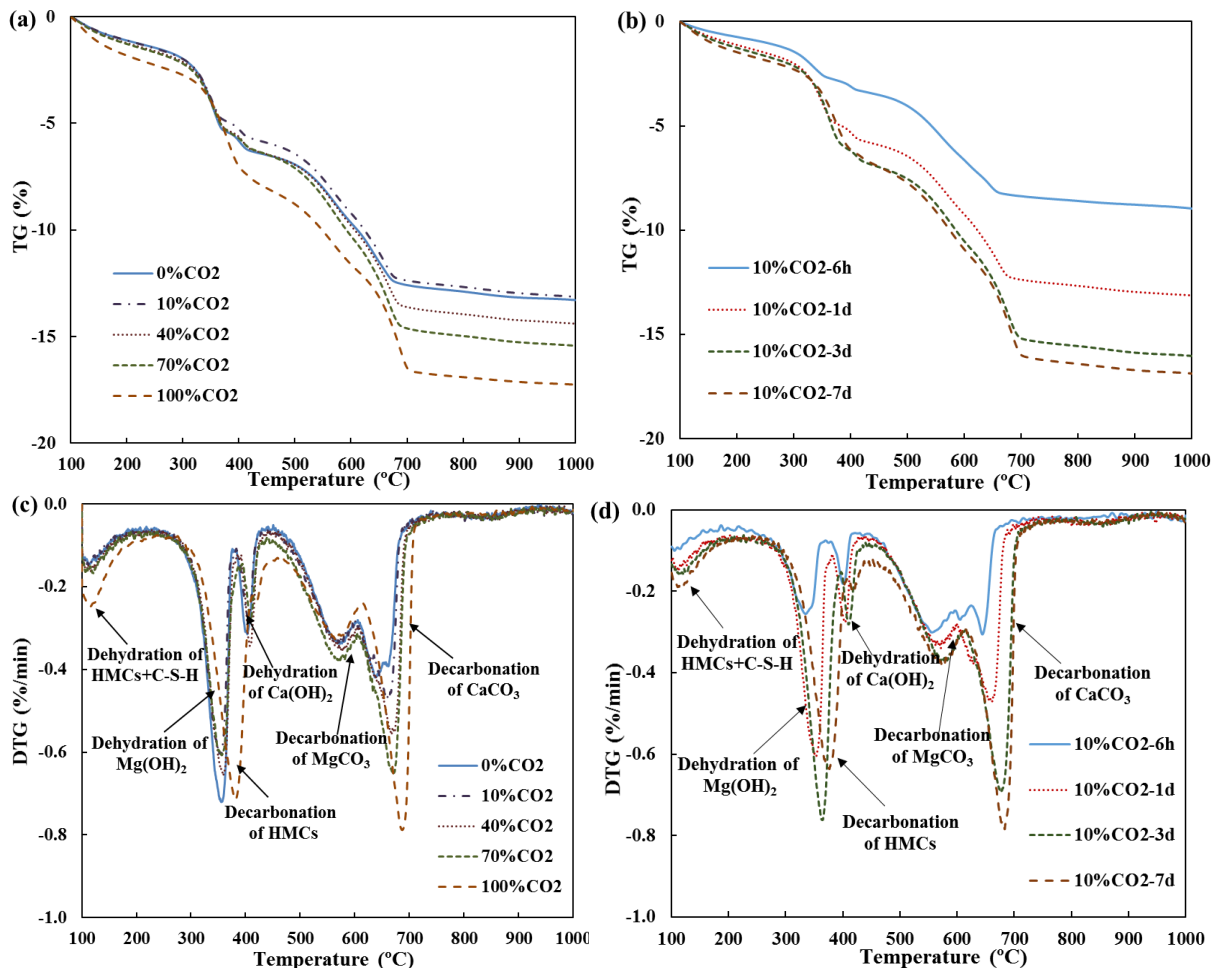 (a)
0
-5
-10
-15
-20
TG (%)
0%CO2
10%CO2
40%CO2
70%CO2
100%CO2
100 200 300 400 500 600 700 800 900 1000
Temperature (ºC)
(b)
0
-5
-10
-15
-20
TG (%)
10%CO2-6h
10%CO2-1d
10%CO2-3d
10%CO2-7d
100 200 300 400 500 600 700 800 900 1000
Temperature (ºC)
(c)
0.0
-0.2
-0.4
-0.6
-0.8
-1.0
DTG (%/min)
Dehydration of
HMCs+C-S-H
Dehydration
of Ca(OH)₂
Decarbonation
of CaCO₃
Dehydration of
Mg(OH)₂
Decarbonation
of MgCO₃
Decarbonation
of HMCs
0%CO2
10%CO2
40%CO2
70%CO2
100%CO2
100 200 300 400 500 600 700 800 900 1000
Temperature (ºC)
(d)
0.0
-0.2
-0.4
-0.6
-0.8
-1.0
DTG (%/min)
Dehydration of
HMCs+C-S-H
Dehydration
of Ca(OH)₂
Decarbonation
of CaCO₃
Dehydration of
Mg(OH)₂
Decarbonation
of MgCO₃
Decarbonation
of HMCs
10%CO2-6h
10%CO2-1d
10%CO2-3d
10%CO2-7d
100 200 300 400 500 600 700 800 900 1000
Temperature (ºC)